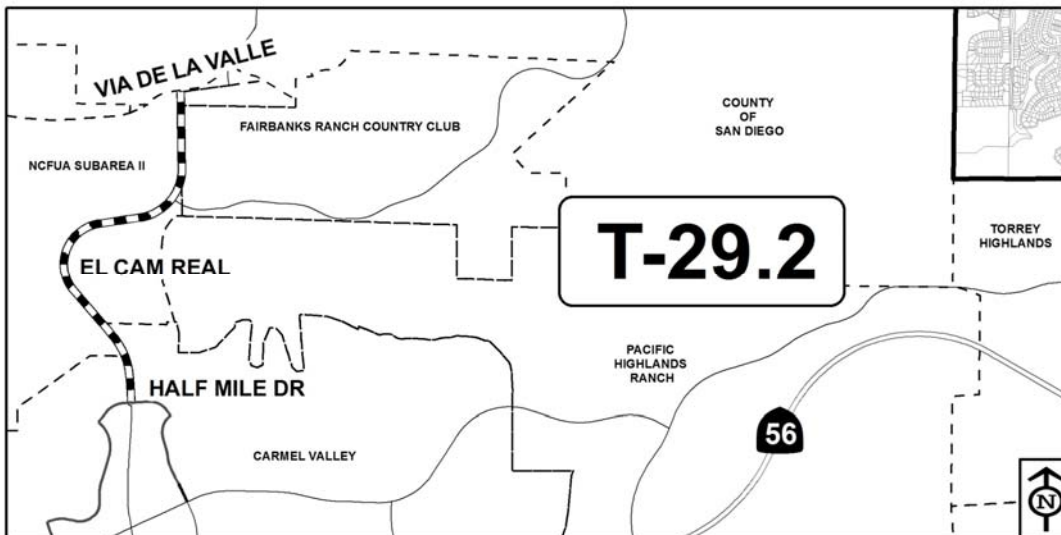 VIA DE LA VALLE
FAIRBANKS RANCH COUNTRY CLUB
COUNTY
OF
SAN DIEGO
NCFUA SUBAREA II
T-29.2
TORREY
HIGHLANDS
EL CAM REAL
PACIFIC
HIGHLANDS
RANCH
HALF MILE DR
56
CARMEL VALLEY
N